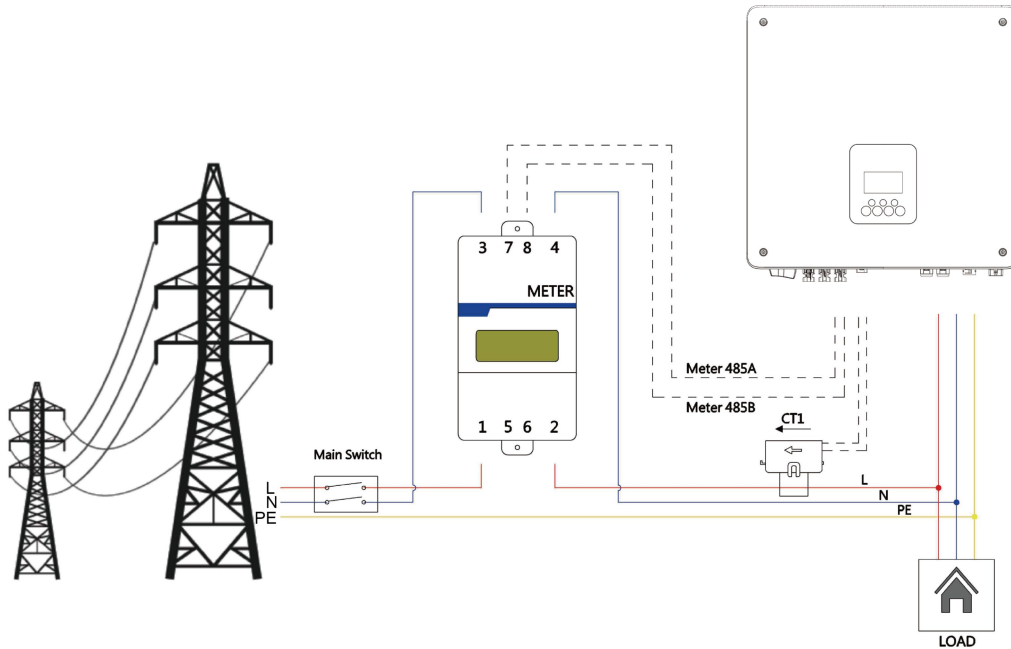 3 7 8 4
METER
Meter 485A
Meter 485B
1 5 6 2
CT1
Main Switch
L
N
PE
L
N
PE
LOAD